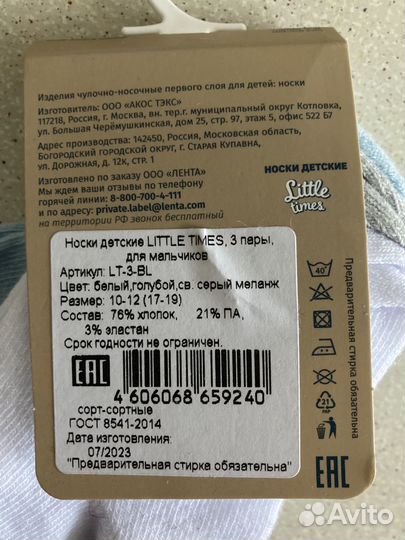 Изделия чулочно-носочные первого слоя для детей: носки
Изготовитель: ООО «АКОС ТЭКС»
117218, Россия, г. Москва, вн. тер.г. муниципальный округ Котловка,
ул. Большая Черёмушкинская, дом 25, стр. 97, этаж 5, офис 522 Б7
Адрес производства: 142450, Россия, Московская область,
Богородский городской округ, г. Старая Купавна,
ул. Дорожная, д. 12к, стр. 1
Изготовлено по заказу ООО «ЛЕНТА»
Мы ждем ваши отзывы по телефону
горячей линии: 8-800-700-4-111
и по адресу: private.label@lenta.com
на территории РФ звонок бесплатный
НОСКИ ДЕТСКИЕ
Little
times
Носки детские LITTLE TIMES, 3 пары,
для мальчиков
Артикул: LT-3-BL
Цвет: белый,голубой,св. серый меланж
Размер: 10-12 (17-19)
Состав: 76% хлопок, 21% ПА,
3% эластан
Срок годности не ограничен.
EAC
4 606068 659240
сорт-сортные
ГОСТ 8541-2014
Дата изготовления:
07/2023
"Предварительная стирка обязательна"
40
21
PAP
Предварительная
стирка обязательна
EAC
Avito